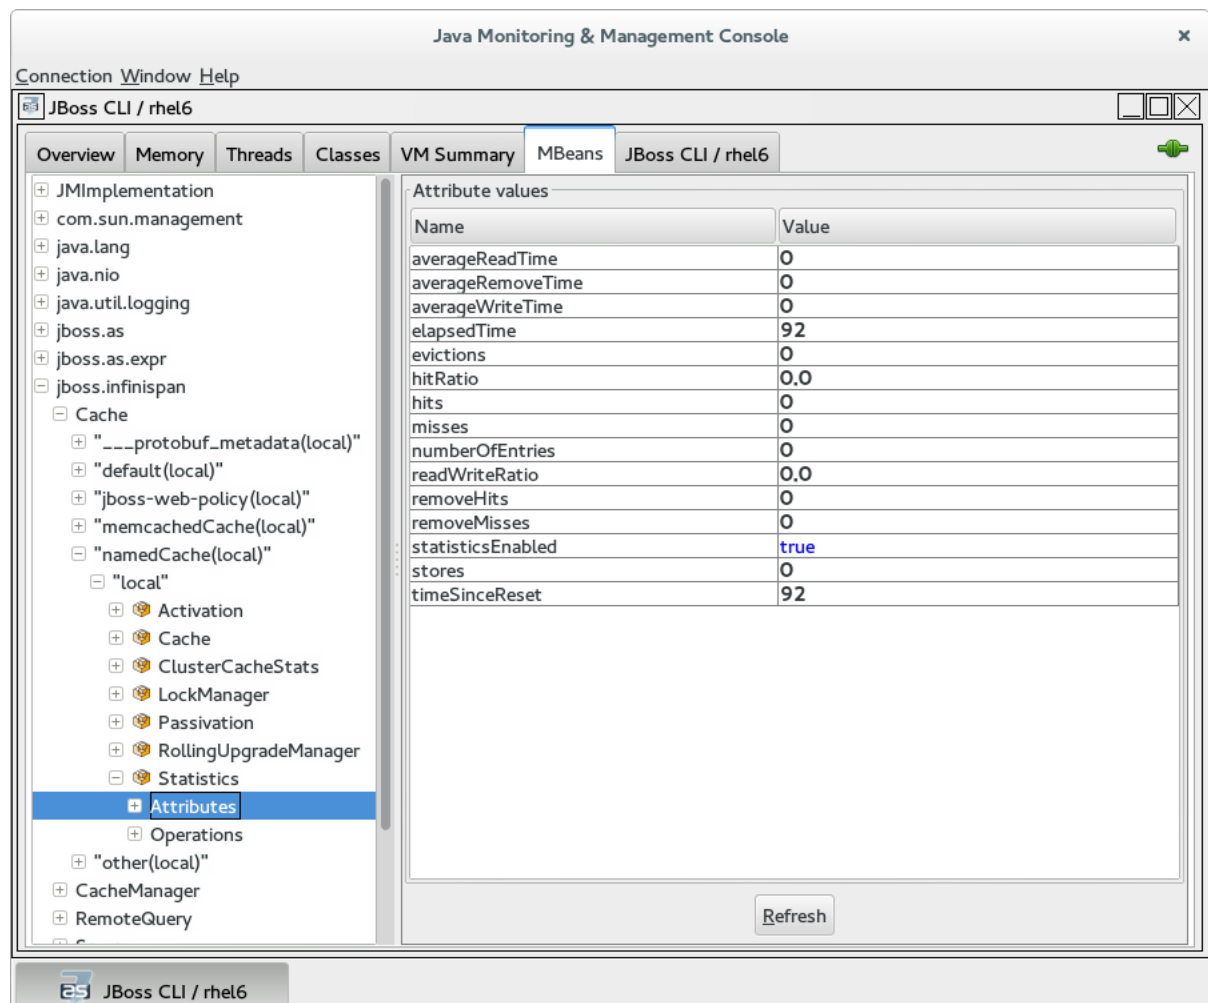 Java Monitoring & Management Console
Connection Window Help
JBoss CLI / rhel6
Overview Memory Threads Classes VM Summary MBeans JBoss CLI / rhel6
JMImplementation
com.sun.management
java.lang
java.nio
java.util.logging
jboss.as
jboss.as.expr
jboss.infinispan
Cache
"___protobuf_metadata(local)"
"default(local)"
"jboss-web-policy(local)"
"memcachedCache(local)"
"namedCache(local)"
"local"
Activation
Cache
ClusterCacheStats
LockManager
Passivation
RollingUpgradeManager
Statistics
Attributes
Operations
"other(local)"
CacheManager
RemoteQuery
Attribute values
Name Value
averageReadTime 0
averageRemoveTime 0
averageWriteTime 0
elapsedTime 92
evictions 0
hitRatio 0.0
hits 0
misses 0
numberOfEntries 0
readWriteRatio 0.0
removeHits 0
removeMisses 0
statisticsEnabled true
stores 0
timeSinceReset 92
Refresh
as JBoss CLI / rhel6